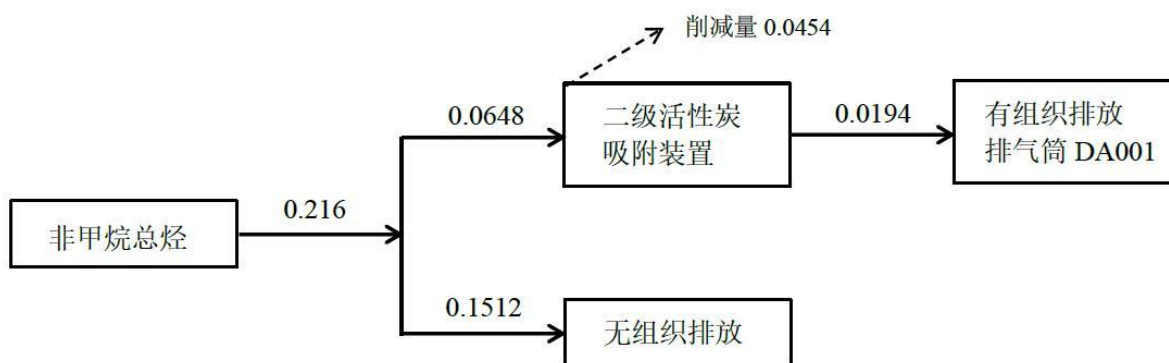 削减量 0.0454
0.0648
二级活性炭
吸附装置
0.0194
有组织排放
排气筒 DA001
非甲烷总烃
0.216
0.1512
无组织排放